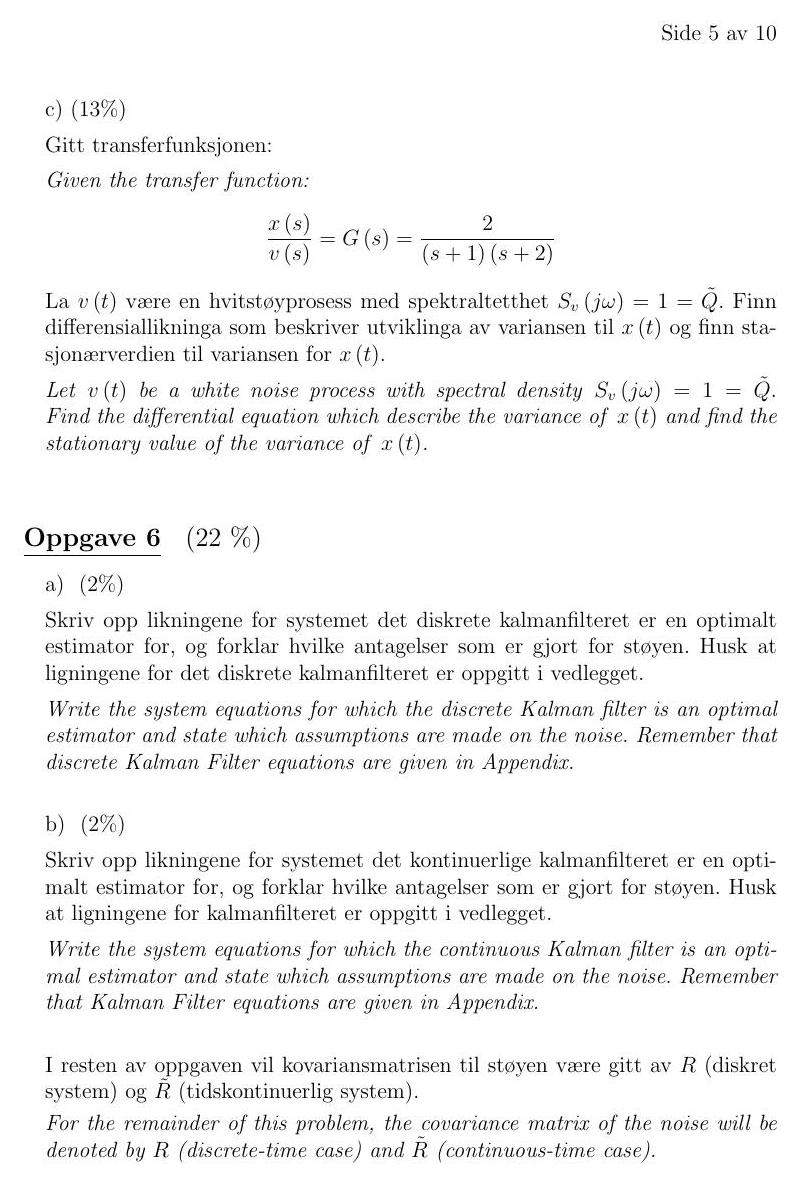 Side 5 av 10
c) (13%)
Gitt transferfunksjonen:
Given the transfer function:
x (s) / v (s) = G (s) = 2 / (s + 1) (s + 2)
La v (t) være en hvitstøyprosess med spektraltetthet Sᵥ (jω) = 1 = Q̃. Finn
differensiallikninga som beskriver utviklinga av variansen til x (t) og finn sta-
sjonærverdien til variansen for x (t).
Let v (t) be a white noise process with spectral density Sᵥ (jω) = 1 = Q̃.
Find the differential equation which describe the variance of x (t) and find the
stationary value of the variance of x (t).
Oppgave 6 (22 %)
a) (2%)
Skriv opp likningene for systemet det diskrete kalmanfilteret er en optimalt
estimator for, og forklar hvilke antagelser som er gjort for støyen. Husk at
ligningene for det diskrete kalmanfilteret er oppgitt i vedlegget.
Write the system equations for which the discrete Kalman filter is an optimal
estimator and state which assumptions are made on the noise. Remember that
discrete Kalman Filter equations are given in Appendix.
b) (2%)
Skriv opp likningene for systemet det kontinuerlige kalmanfilteret er en opti-
malt estimator for, og forklar hvilke antagelser som er gjort for støyen. Husk
at ligningene for kalmanfilteret er oppgitt i vedlegget.
Write the system equations for which the continuous Kalman filter is an opti-
mal estimator and state which assumptions are made on the noise. Remember
that Kalman Filter equations are given in Appendix.
I resten av oppgaven vil kovariansmatrisen til støyen være gitt av R (diskret
system) og R̃ (tidskontinuerlig system).
For the remainder of this problem, the covariance matrix of the noise will be
denoted by R (discrete-time case) and R̃ (continuous-time case).